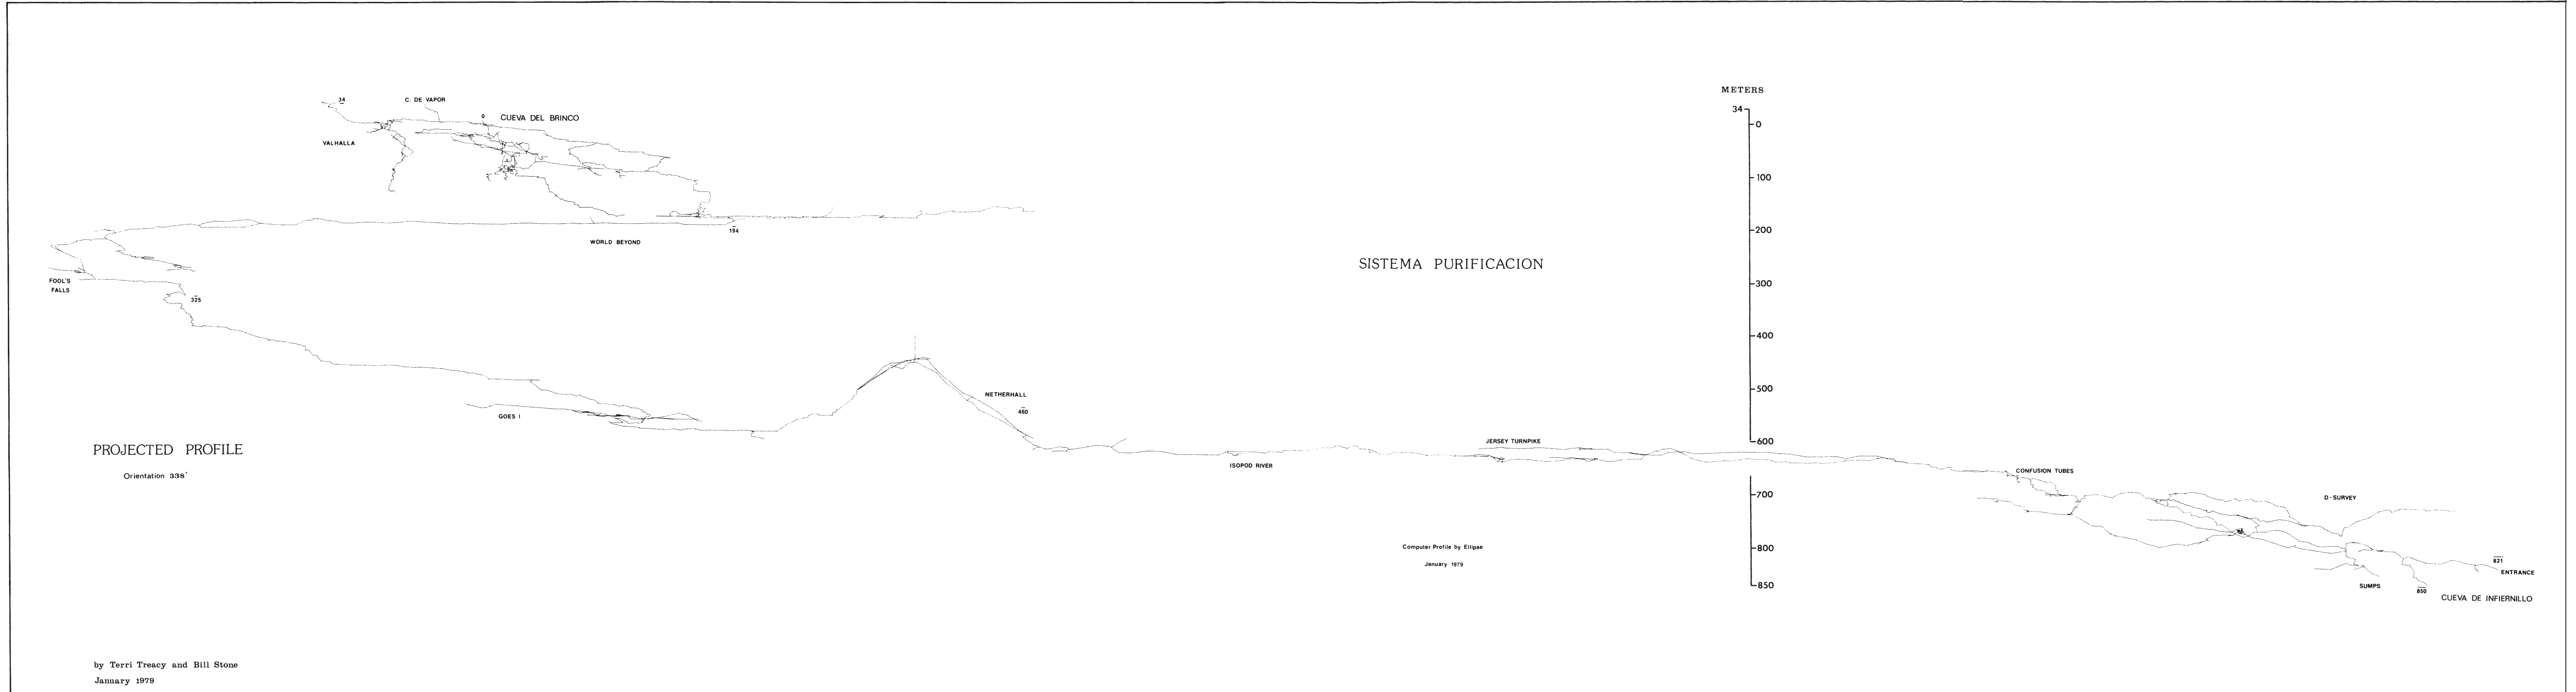 METERS
34
0
100
200
300
400
500
600
700
800
850
34
C. DE VAPOR
0
CUEVA DEL BRINCO
VALHALLA
194
WORLD BEYOND
SISTEMA PURIFICACION
FOOL'S
FALLS
325
NETHERHALL
460
GOES !
JERSEY TURNPIKE
ISOPOD RIVER
PROJECTED PROFILE
Orientation 338°
CONFUSION TUBES
D-SURVEY
Computer Profile by Ellipse
January 1979
821
ENTRANCE
SUMPS
850
CUEVA DE INFIERNILLO
by Terri Treacy and Bill Stone
January 1979